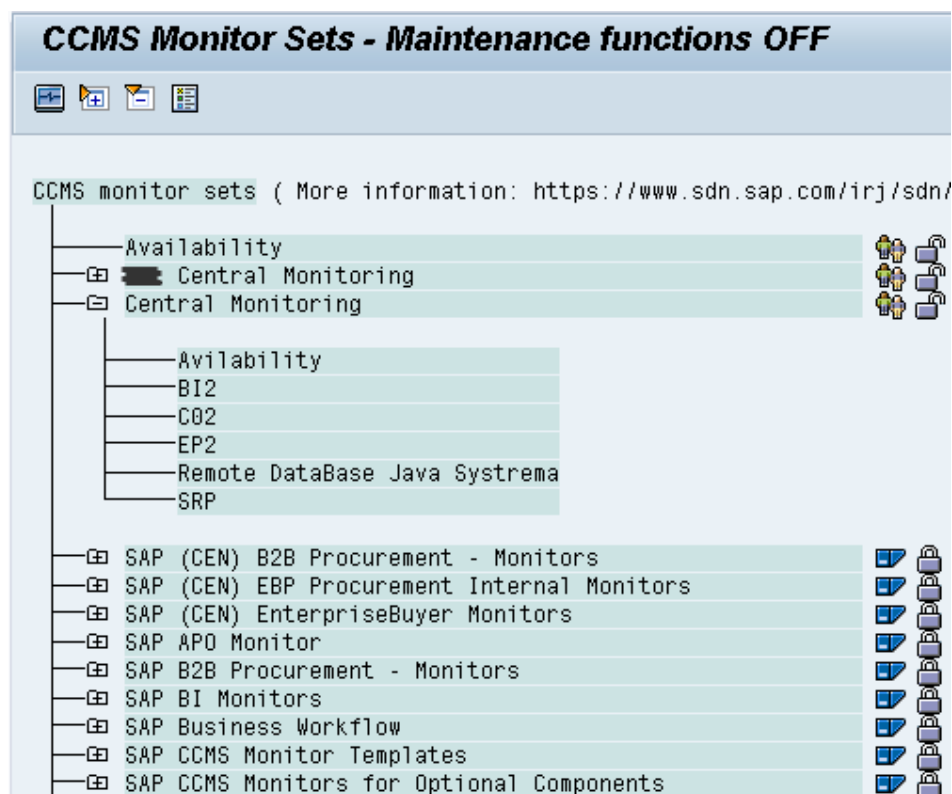 CCMS Monitor Sets - Maintenance functions OFF
CCMS monitor sets ( More information: https://www.sdn.sap.com/irj/sdn/
Availability
Central Monitoring
Central Monitoring
Avilability
BI2
C02
EP2
Remote DataBase Java Systrema
SRP
SAP (CEN) B2B Procurement - Monitors
SAP (CEN) EBP Procurement Internal Monitors
SAP (CEN) EnterpriseBuyer Monitors
SAP APO Monitor
SAP B2B Procurement - Monitors
SAP BI Monitors
SAP Business Workflow
SAP CCMS Monitor Templates
SAP CCMS Monitors for Optional Components